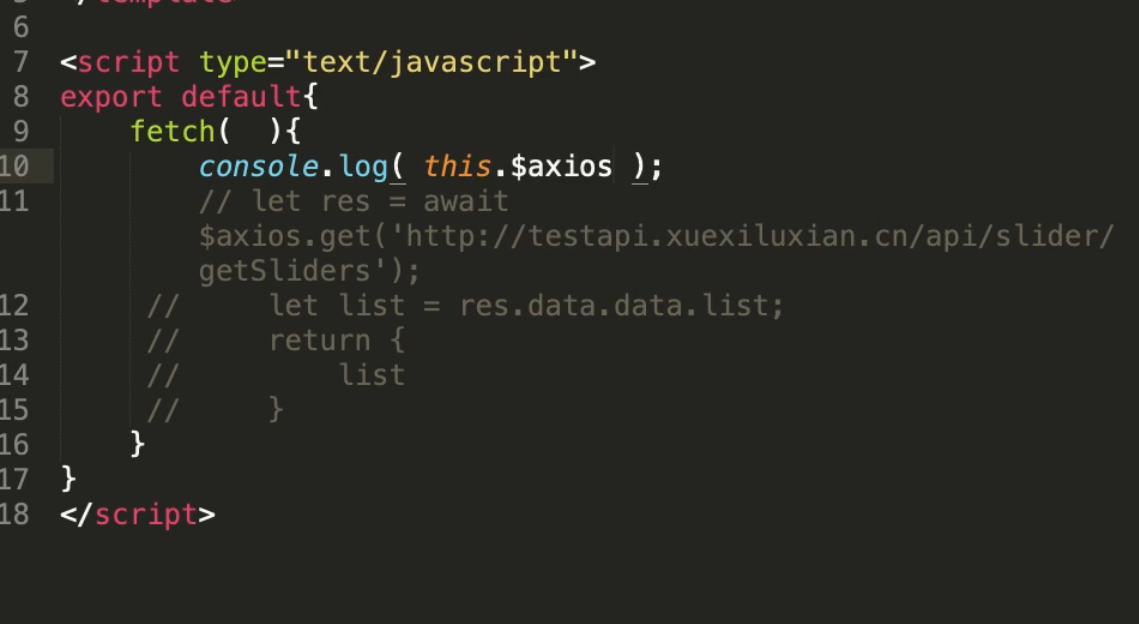 6
7 <script type="text/javascript">
8 export default{
9 fetch(  ){
10 console.log( this.$axios );
11 // let res = await
$axios.get('http://testapi.xuexiluxian.cn/api/slider/
getSliders');
12 //     let list = res.data.data.list;
13 //     return {
14 //         list
15 //     }
16 }
17 }
18 </script>